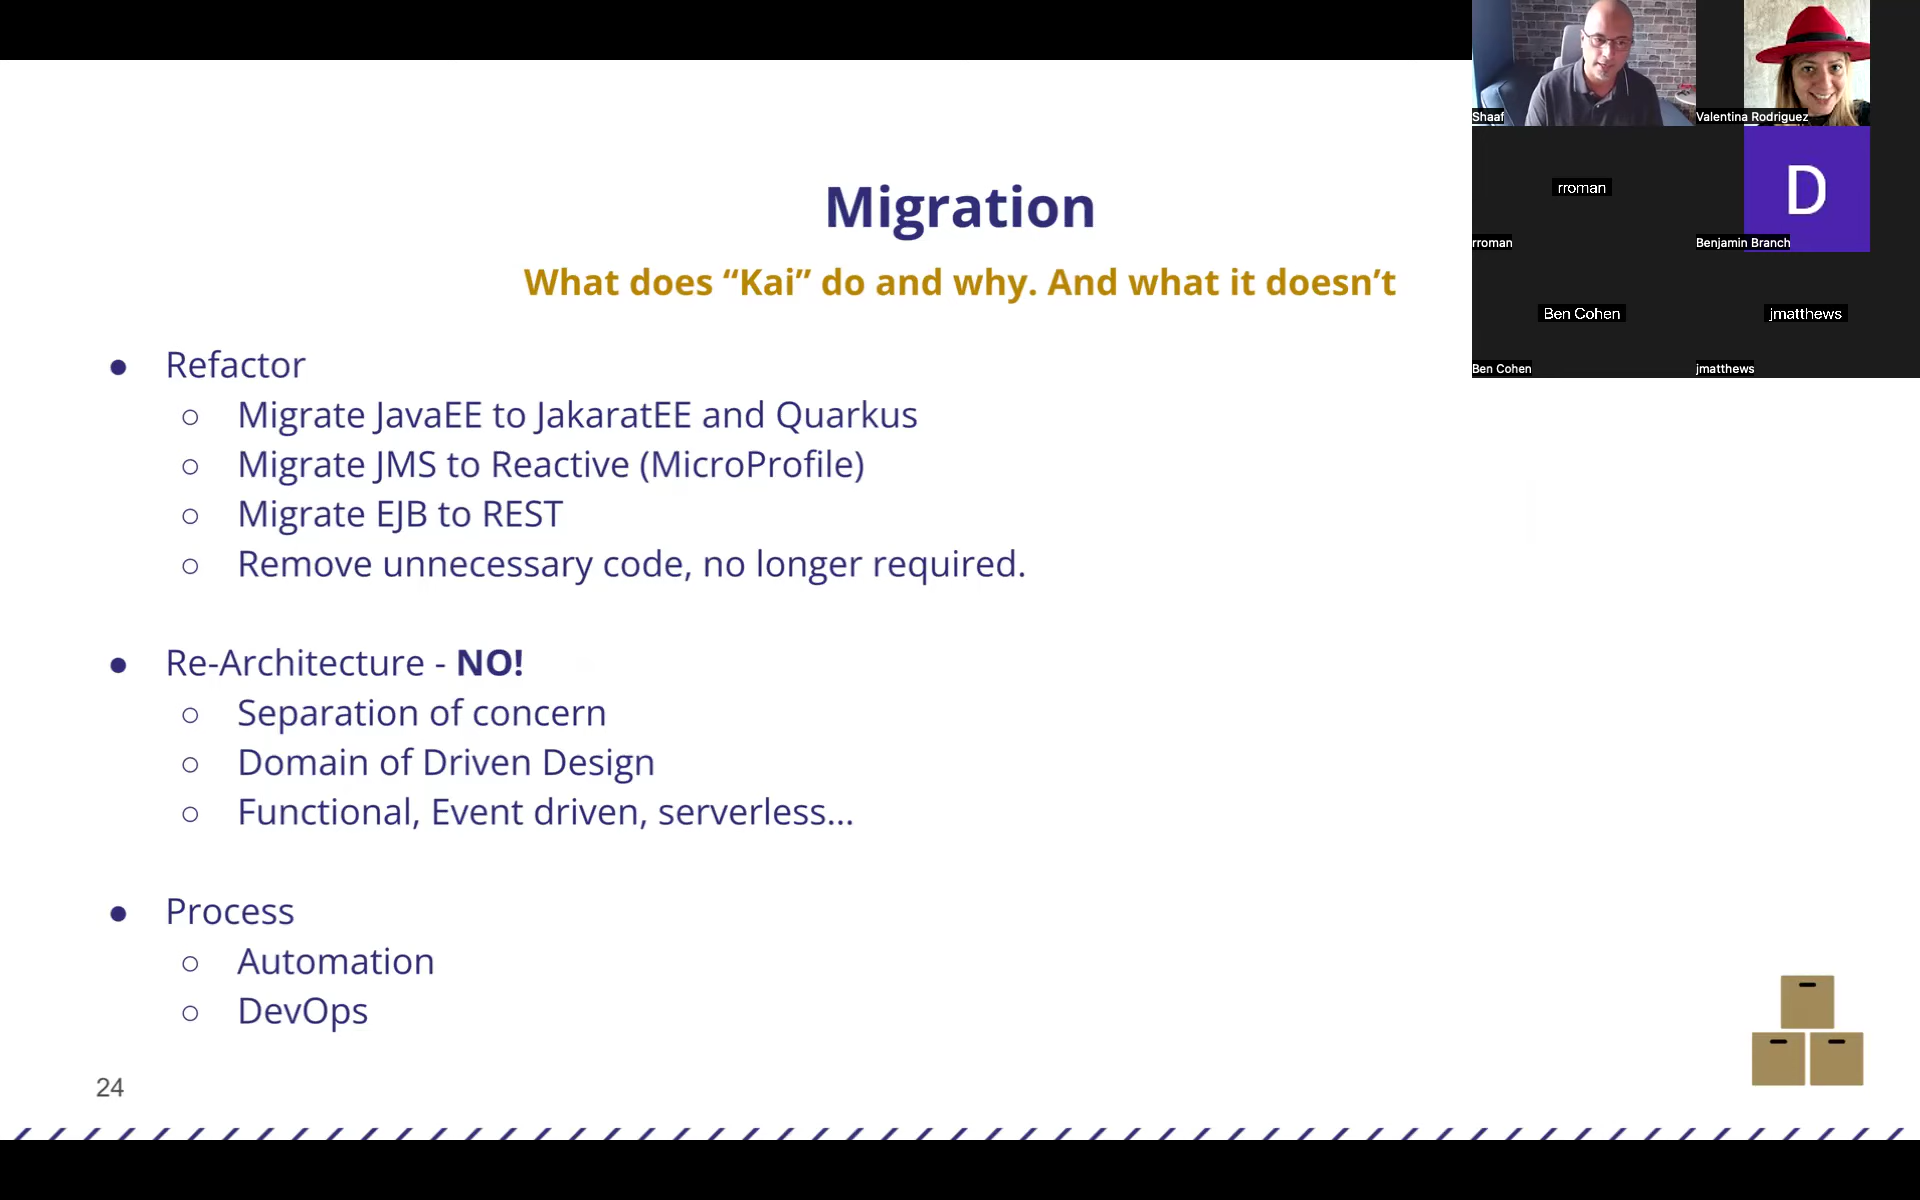 Migration
What does “Kai” do and why. And what it doesn’t
● Refactor
○ Migrate JavaEE to JakaratEE and Quarkus
○ Migrate JMS to Reactive (MicroProfile)
○ Migrate EJB to REST
○ Remove unnecessary code, no longer required.
● Re-Architecture - NO!
○ Separation of concern
○ Domain of Driven Design
○ Functional, Event driven, serverless...
● Process
○ Automation
○ DevOps
24
Shaaf
Valentina Rodriguez
rroman
rroman
D
Benjamin Branch
Ben Cohen
Ben Cohen
jmatthews
jmatthews